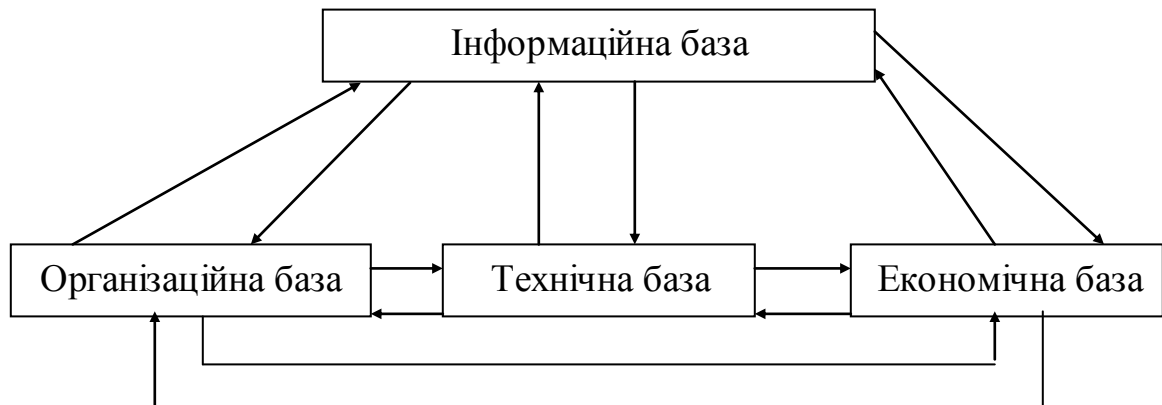 Інформаційна база
Організаційна база
Технічна база
Економічна база